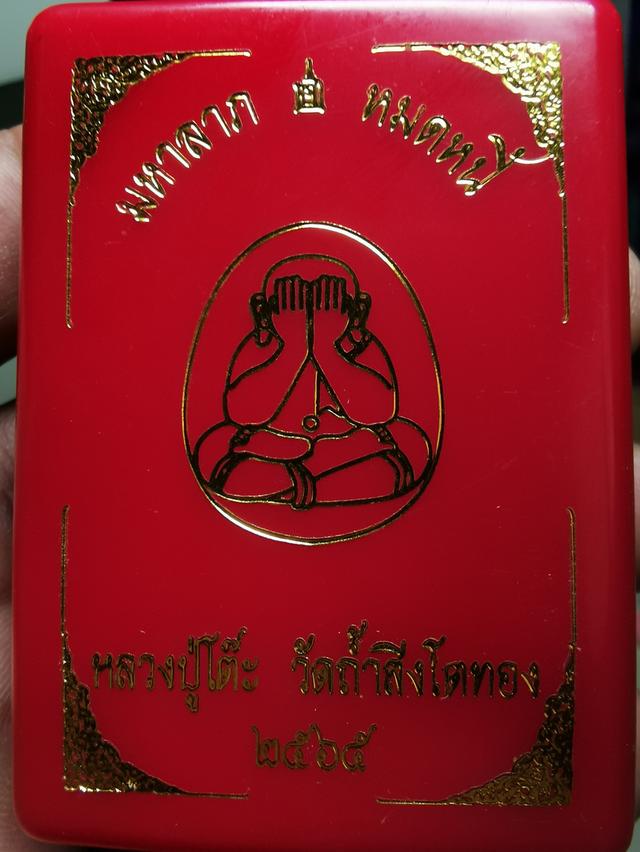 มหาลาภ หมดหนี้
หลวงปู่โต๊ะ วัดถ้ำสิงโตทอง
๒๕๖๕